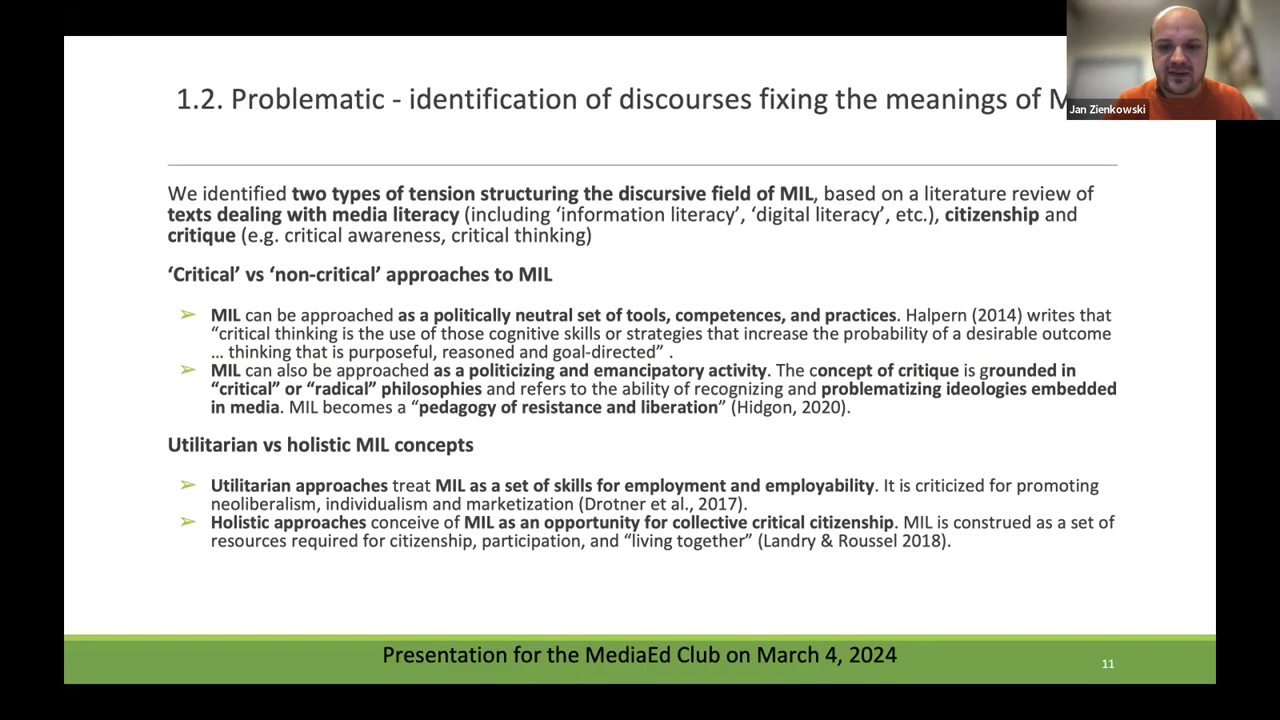 1.2. Problematic - identification of discourses fixing the meanings of
Jan Zienkowski
We identified two types of tension structuring the discursive field of MIL, based on a literature review of
texts dealing with media literacy (including ‘information literacy’, ‘digital literacy’, etc.), citizenship and
critique (e.g. critical awareness, critical thinking)
‘Critical’ vs ‘non-critical’ approaches to MIL
➢ MIL can be approached as a politically neutral set of tools, competences, and practices. Halpern (2014) writes that
“critical thinking is the use of those cognitive skills or strategies that increase the probability of a desirable outcome
… thinking that is purposeful, reasoned and goal-directed” .
➢ MIL can also be approached as a politicizing and emancipatory activity. The concept of critique is grounded in
“critical” or “radical” philosophies and refers to the ability of recognizing and problematizing ideologies embedded
in media. MIL becomes a “pedagogy of resistance and liberation” (Hidgon, 2020).
Utilitarian vs holistic MIL concepts
➢ Utilitarian approaches treat MIL as a set of skills for employment and employability. It is criticized for promoting
neoliberalism, individualism and marketization (Drotner et al., 2017).
➢ Holistic approaches conceive of MIL as an opportunity for collective critical citizenship. MIL is construed as a set of
resources required for citizenship, participation, and “living together” (Landry & Roussel 2018).
Presentation for the MediaEd Club on March 4, 2024
11